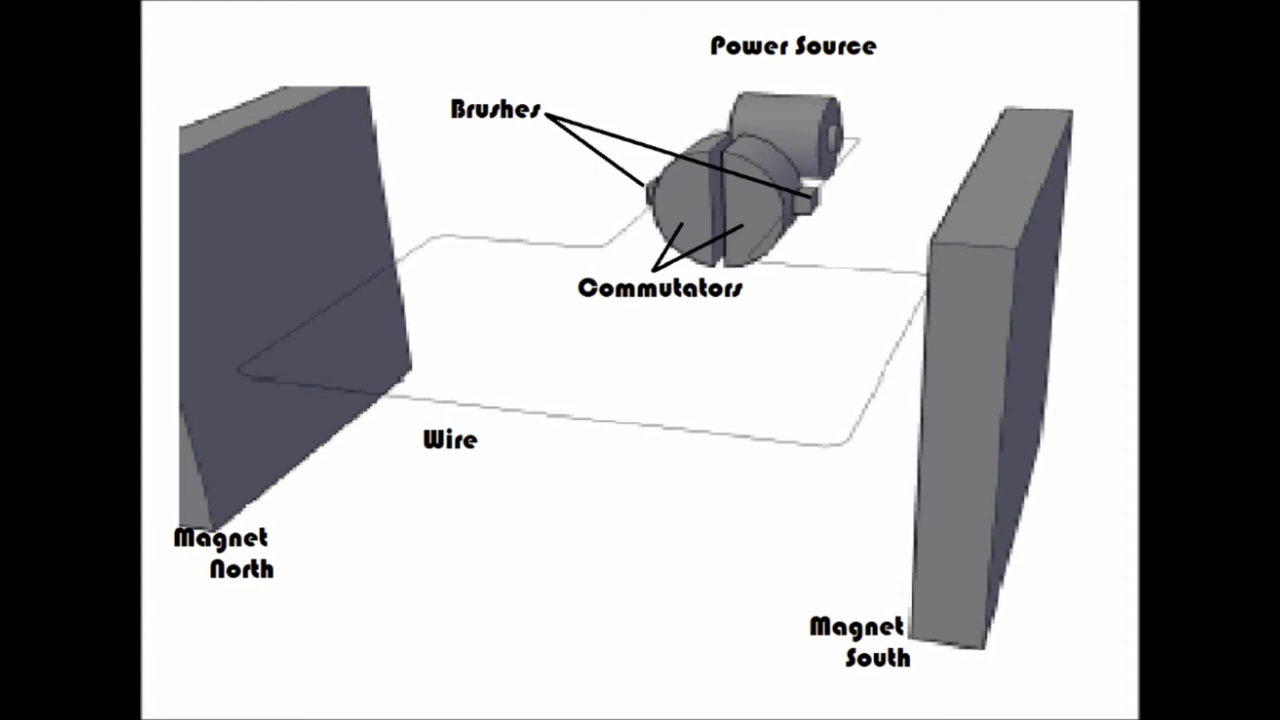 Power Source
Brushes
Commutators
Wire
Magnet
North
Magnet
South